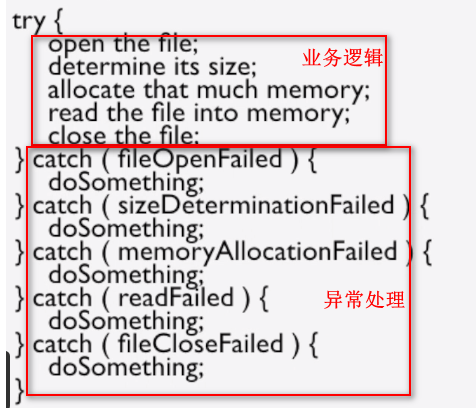 try {
open the file;
业务逻辑
determine its size;
allocate that much memory;
read the file into memory;
close the file;
} catch ( fileOpenFailed ) {
doSomething;
} catch ( sizeDeterminationFailed ) {
doSomething;
} catch ( memoryAllocationFailed ) {
doSomething;
} catch ( readFailed ) {
异常处理
doSomething;
} catch ( fileCloseFailed ) {
doSomething;
}